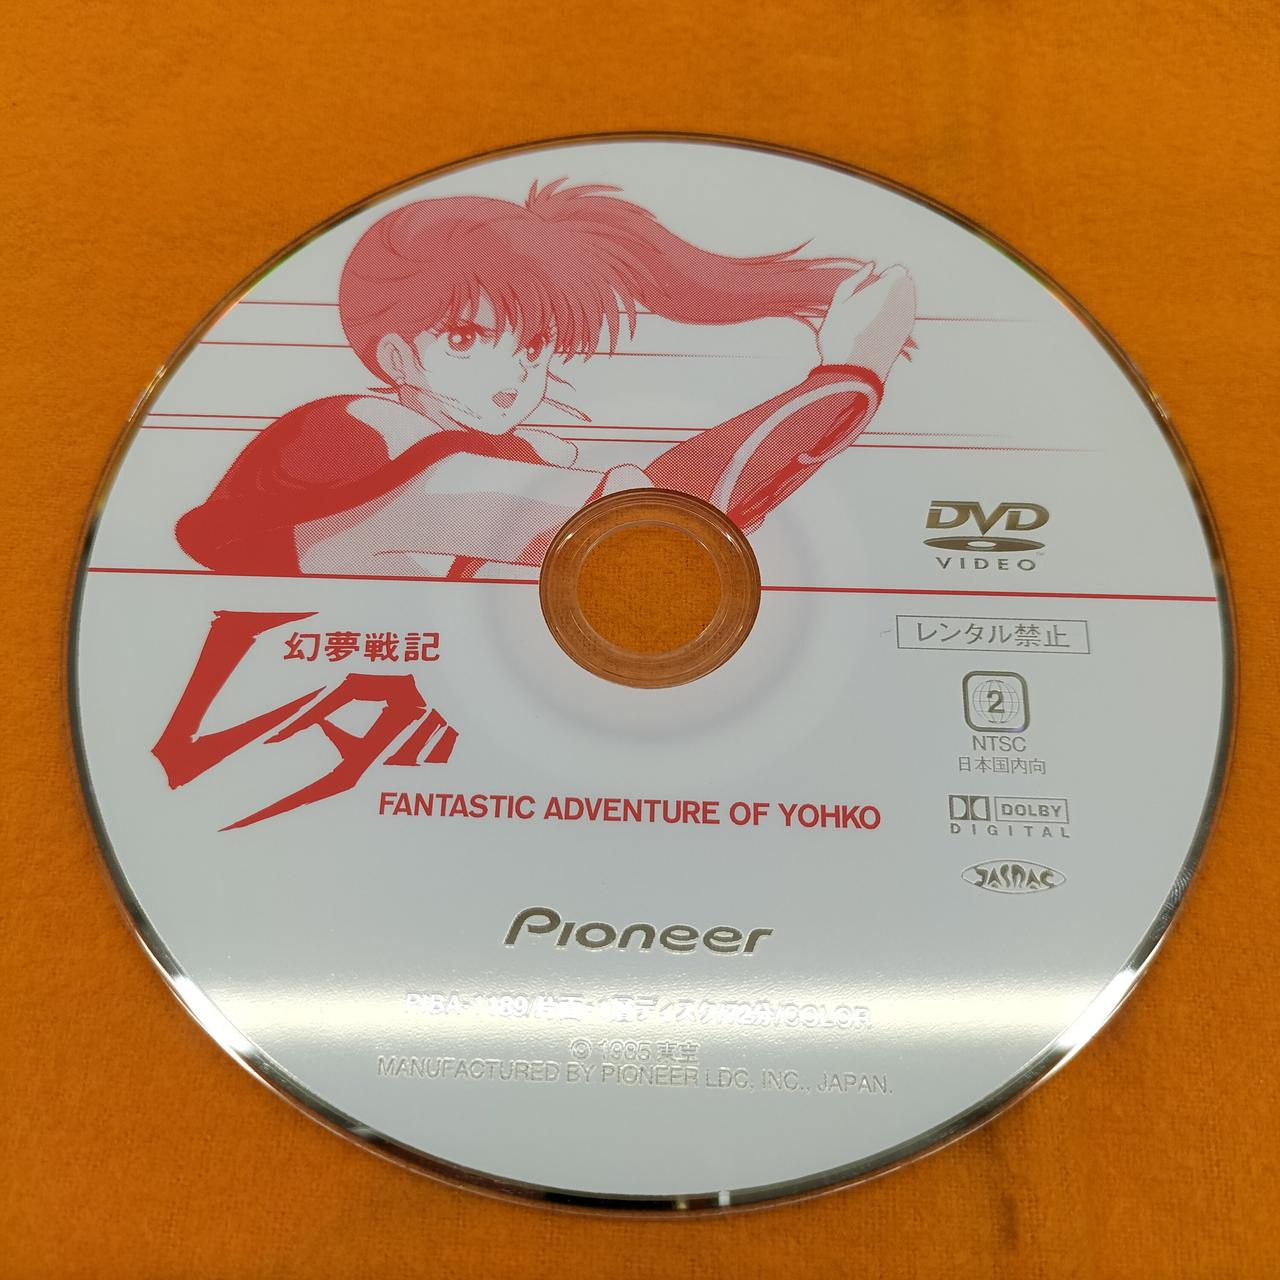 DVD
VIDEO
レンタル禁止
幻夢戦記
レダ
2
NTSC
日本国内向
FANTASTIC ADVENTURE OF YOHKO
DOLBY
DIGITAL
JASRAC
Pioneer
PIBA-1189/片面一層ディスク/72分/COLOR
© 1985 東宝
MANUFACTURED BY PIONEER LDC, INC., JAPAN.